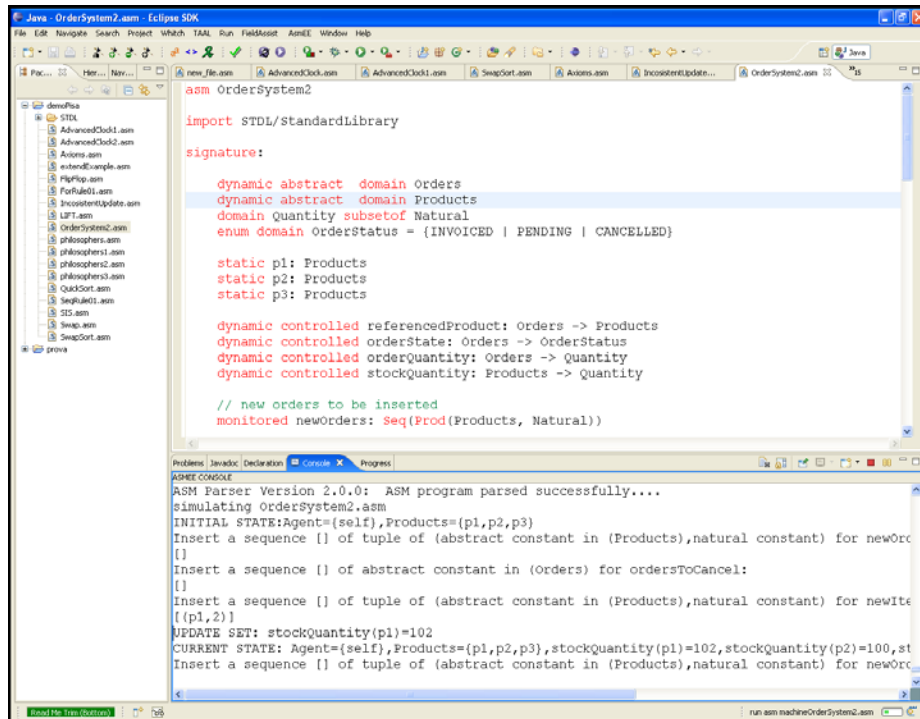 Java - OrderSystem2.asm - Eclipse SDK
File Edit Navigate Search Project Whitch TAAL Run FieldAssist AsmEE Window Help
Java
Pac... Hier... Nav...
new_file.asm AdvancedClock.asm AdvancedClock1.asm SwapSort.asm Axioms.asm IncosistentUpdate... OrderSystem2.asm »15
demoPisa
STDL
AdvancedClock1.asm
AdvancedClock2.asm
Axioms.asm
extendExample.asm
FlipFlop.asm
ForRule01.asm
IncosistentUpdate.asm
LIFT.asm
OrderSystem2.asm
philosophers.asm
philosophers1.asm
philosophers2.asm
philosophers3.asm
QuickSort.asm
SeqRule01.asm
SIS.asm
Swap.asm
SwapSort.asm
prova
asm OrderSystem2
import STDL/StandardLibrary
signature:
dynamic abstract domain Orders
dynamic abstract domain Products
domain Quantity subsetof Natural
enum domain OrderStatus = {INVOICED | PENDING | CANCELLED}
static p1: Products
static p2: Products
static p3: Products
dynamic controlled referencedProduct: Orders -> Products
dynamic controlled orderState: Orders -> OrderStatus
dynamic controlled orderQuantity: Orders -> Quantity
dynamic controlled stockQuantity: Products -> Quantity
// new orders to be inserted
monitored newOrders: Seq(Prod(Products, Natural))
Problems Javadoc Declaration Console Progress
ASMEE CONSOLE
ASM Parser Version 2.0.0: ASM program parsed successfully....
simulating OrderSystem2.asm
INITIAL STATE:Agent={self},Products={p1,p2,p3}
Insert a sequence [] of tuple of (abstract constant in (Products),natural constant) for newOrd
[]
Insert a sequence [] of abstract constant in (Orders) for ordersToCancel:
[]
Insert a sequence [] of tuple of (abstract constant in (Products),natural constant) for newIte
[(p1,2)]
UPDATE SET: stockQuantity(p1)=102
CURRENT STATE: Agent={self},Products={p1,p2,p3},stockQuantity(p1)=102,stockQuantity(p2)=100,st
Insert a sequence [] of tuple of (abstract constant in (Products),natural constant) for newOrd
Read Me Trim (Bottom)
run asm machineOrderSystem2.asm